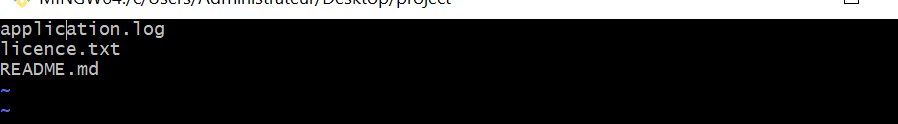 MINGW64:/c/Users/Administrateur/Desktop/project
application.log
licence.txt
README.md
~
~